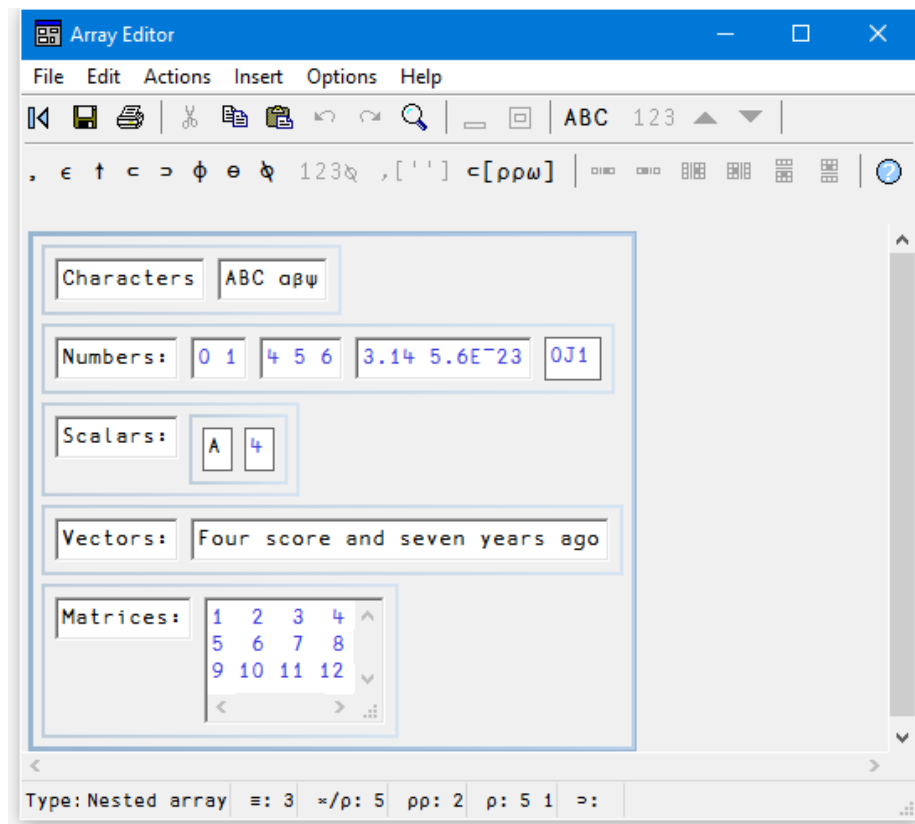 Array Editor
File Edit Actions Insert Options Help
ABC 123
, ∊ ↑ ⊂ ⊃ ⌽ ⊖ ⍉ 123⍉ ,[''] ⊂[⍴⍴⍵]
Characters ABC αβψ
Numbers: 0 1 4 5 6 3.14 5.6E¯23 0J1
Scalars: A 4
Vectors: Four score and seven years ago
Matrices: 1 2 3 4
5 6 7 8
9 10 11 12
Type: Nested array ≡: 3 ×/⍴: 5 ⍴⍴: 2 ⍴: 5 1 ⊃: